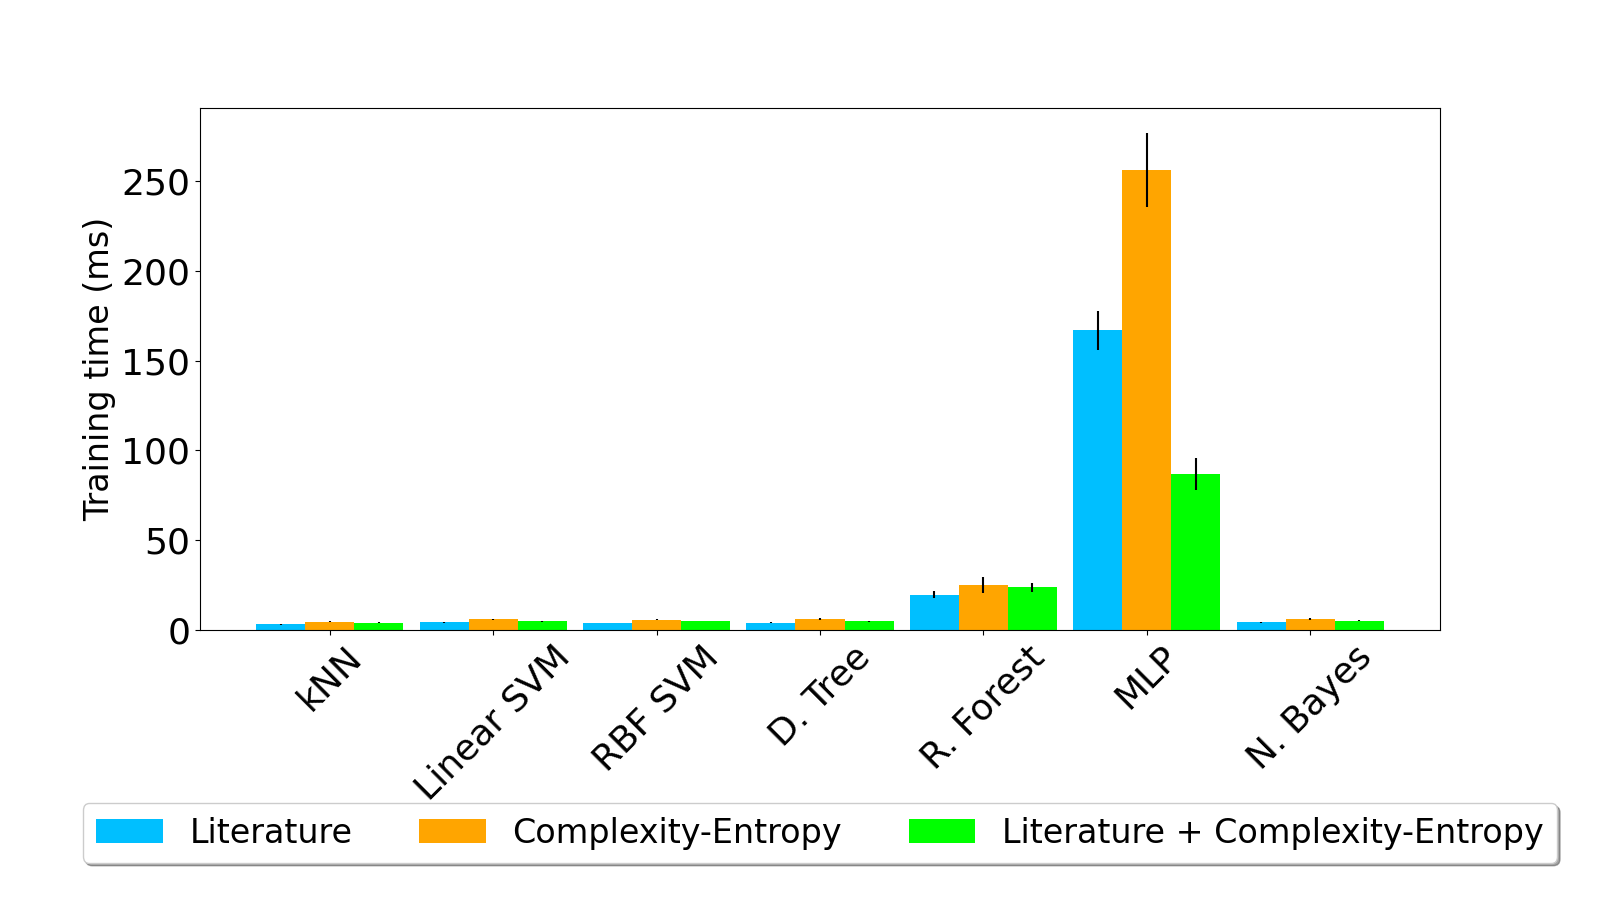 Training time (ms)
250
200
150
100
50
0
kNN
Linear SVM
RBF SVM
D. Tree
R. Forest
MLP
N. Bayes
Literature
Complexity-Entropy
Literature + Complexity-Entropy